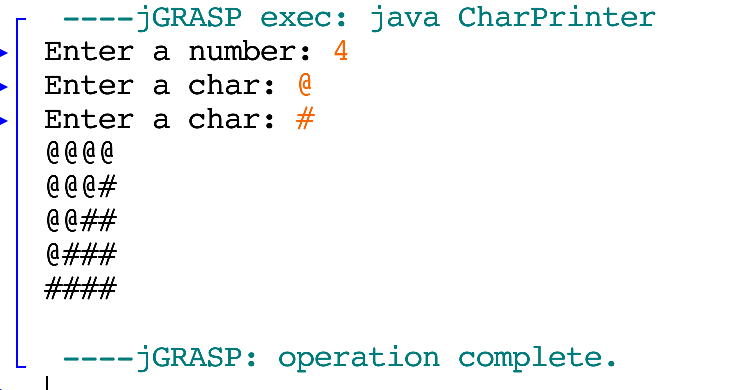 ----jGRASP exec: java CharPrinter
Enter a number: 4
Enter a char: @
Enter a char: #
@@@@
@@@#
@@##
@###
####
----jGRASP: operation complete.